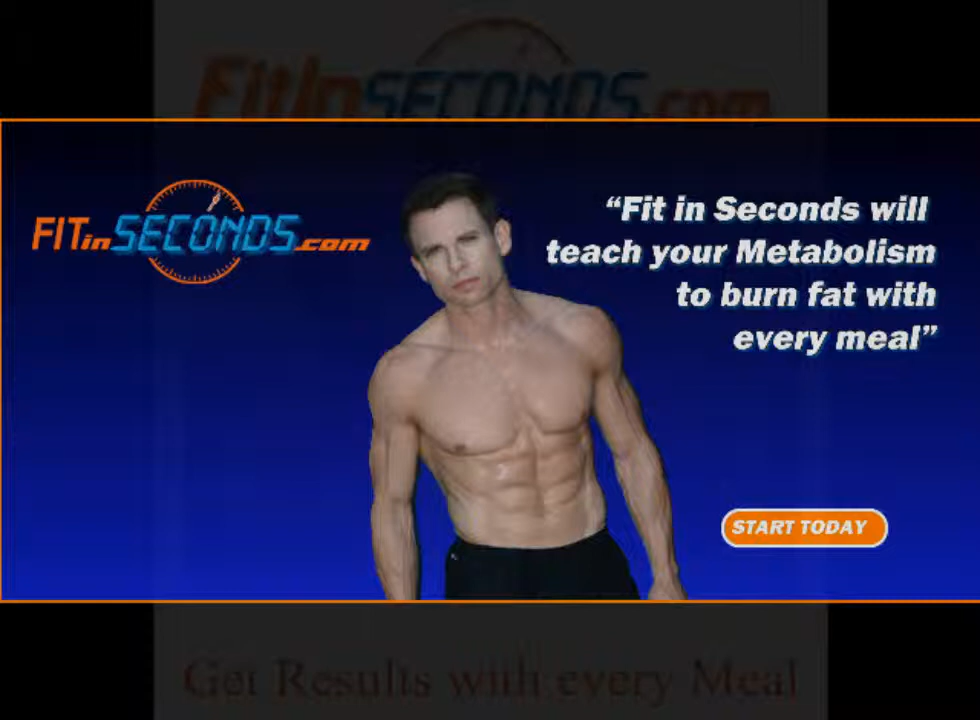 FitInSECONDS.com
FITinSECONDS.com
“Fit in Seconds will
teach your Metabolism
to burn fat with
every meal”
START TODAY
Get Results with every Meal